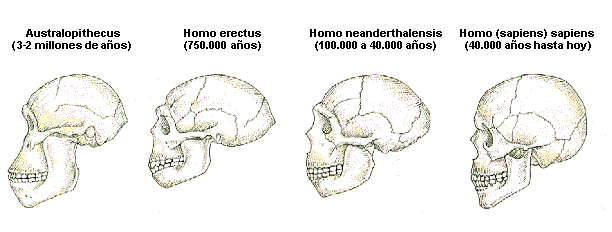 Australopithecus
(3-2 millones de años)
Homo erectus
(750.000 años)
Homo neanderthalensis
(100.000 a 40.000 años)
Homo (sapiens) sapiens
(40.000 años hasta hoy)